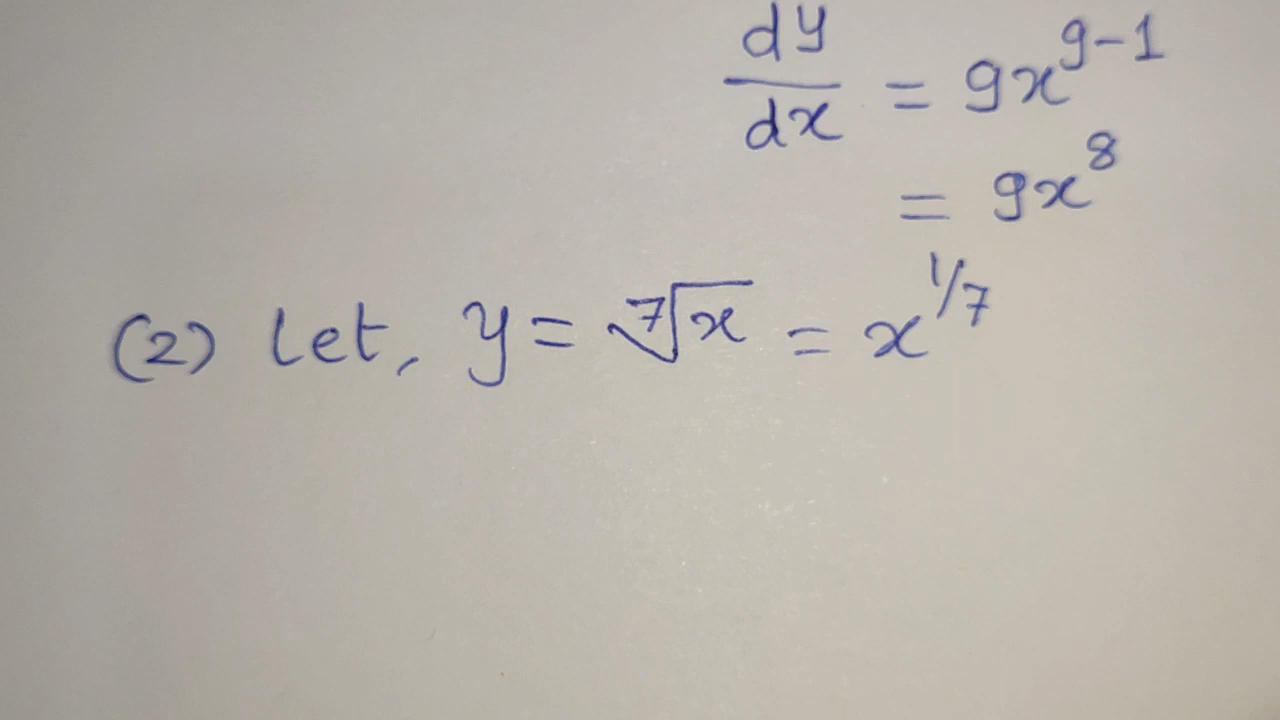 dy/dx = 9x^{9-1}
= 9x^8
(2) Let, y = ⁷√x = x^{1/7}